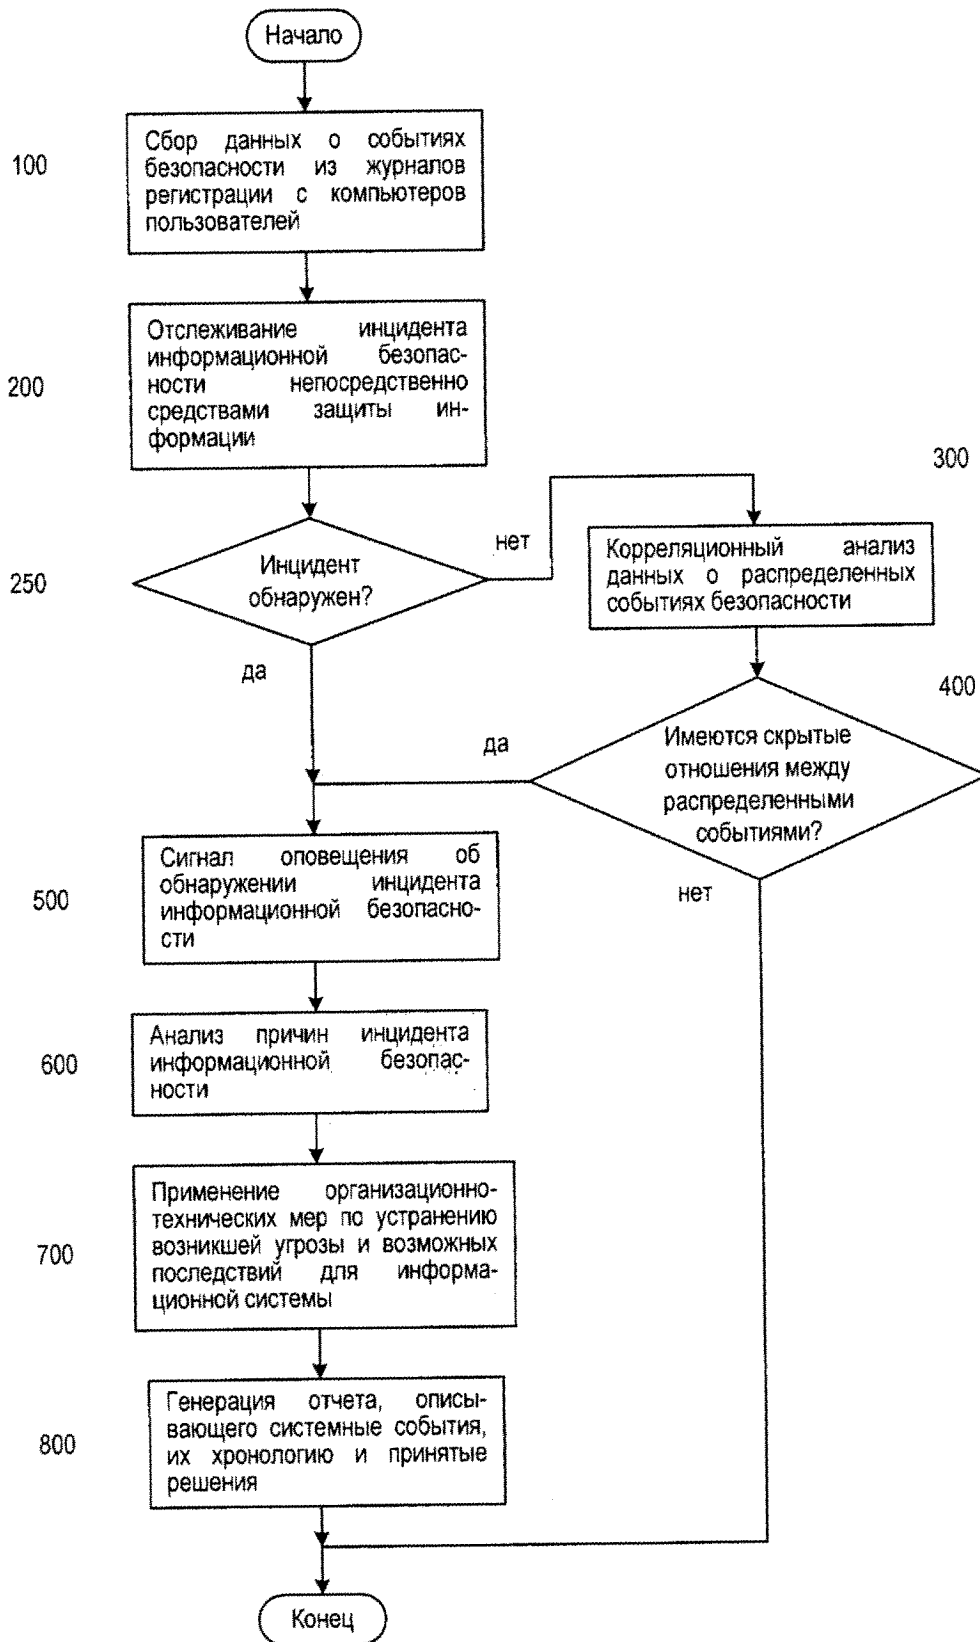 Начало
100
Сбор данных о событиях
безопасности из журналов
регистрации с компьютеров
пользователей
200
Отслеживание инцидента
информационной безопас-
ности непосредственно
средствами защиты ин-
формации
300
250
Инцидент
обнаружен?
нет
да
Корреляционный анализ
данных о распределенных
событиях безопасности
400
Имеются скрытые
отношения между
распределенными
событиями?
да
нет
500
Сигнал оповещения об
обнаружении инцидента
информационной безопасно-
сти
600
Анализ причин инцидента
информационной безопас-
ности
700
Применение организационно-
технических мер по устранению
возникшей угрозы и возможных
последствий для информа-
ционной системы
800
Генерация отчета, описы-
вающего системные события,
их хронологию и принятые
решения
Конец